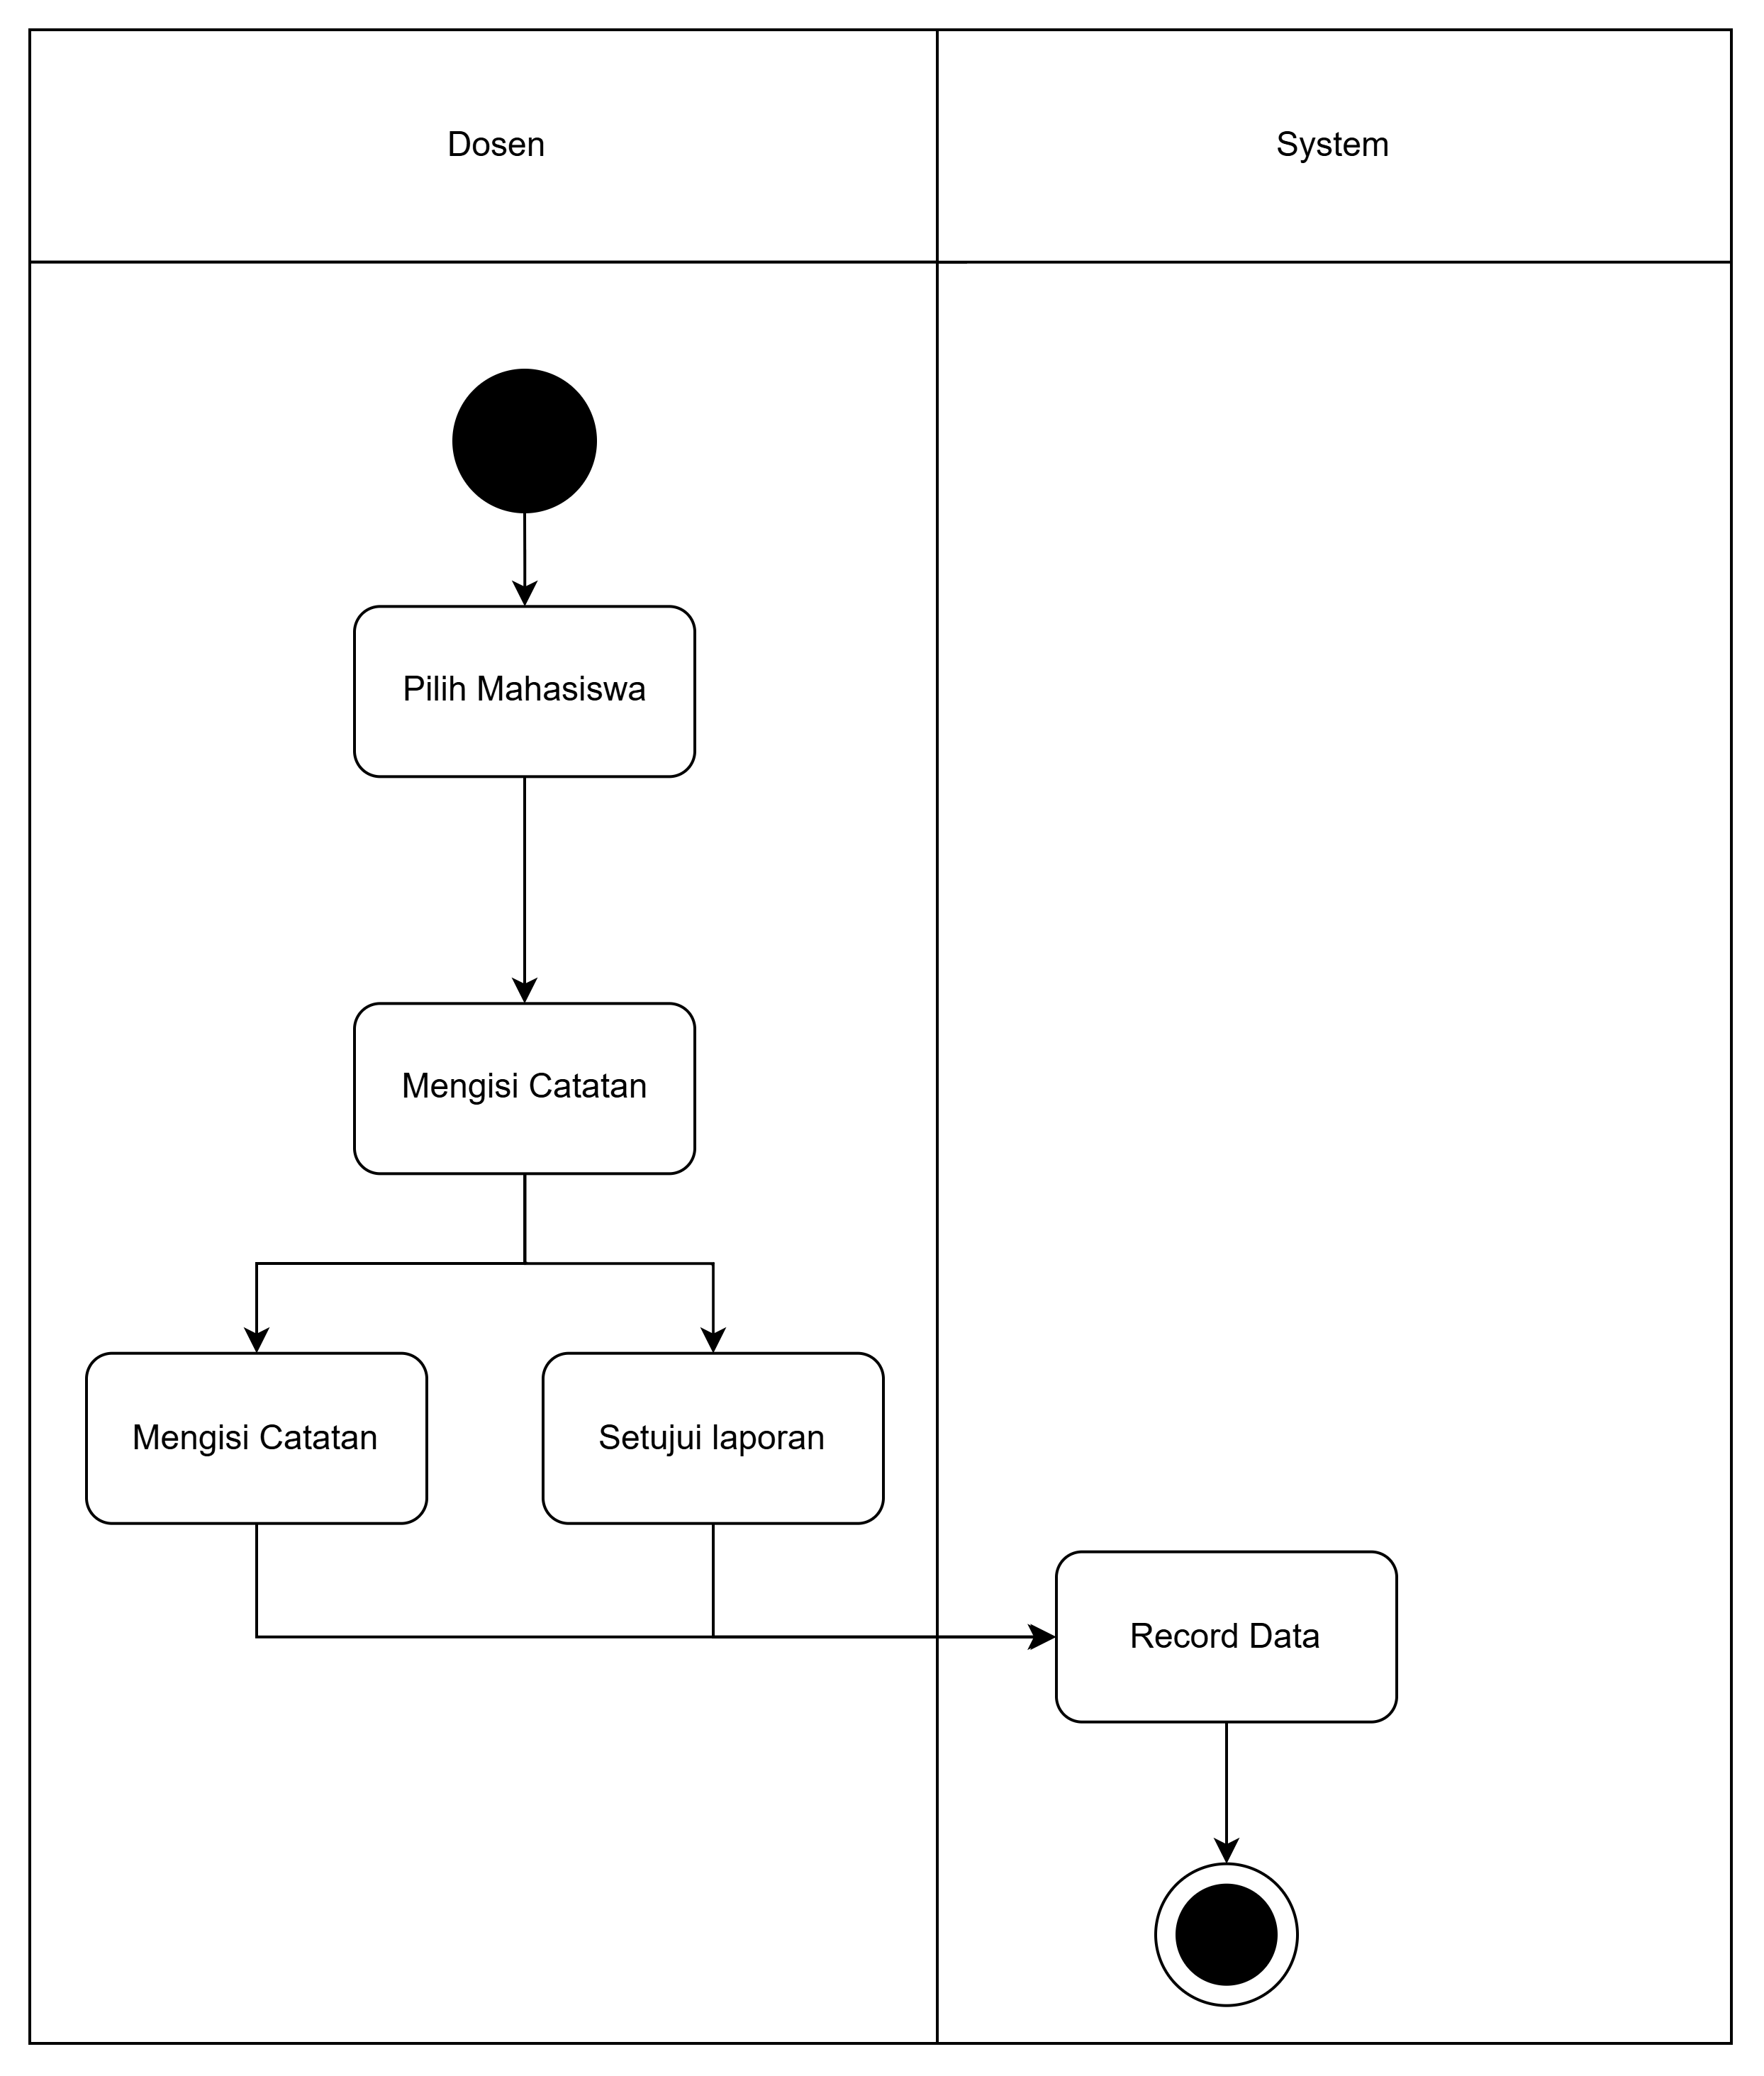 Dosen
System
Pilih Mahasiswa
Mengisi Catatan
Mengisi Catatan
Setujui laporan
Record Data